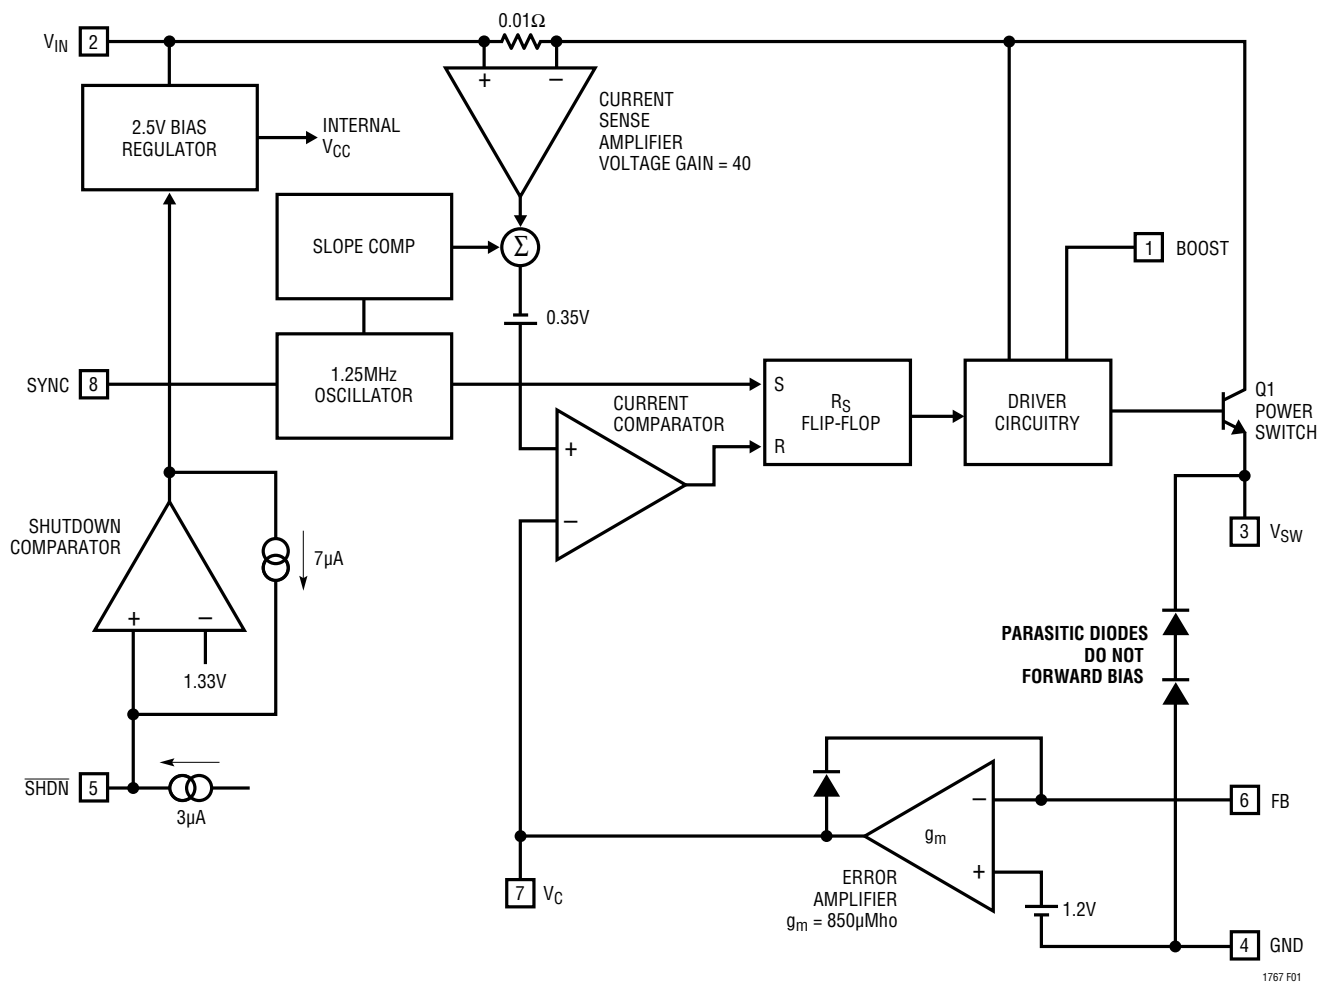 0.01Ω
VIN 2
+ −
CURRENT
SENSE
AMPLIFIER
VOLTAGE GAIN = 40
2.5V BIAS
REGULATOR
INTERNAL
VCC
SLOPE COMP
Σ
1 BOOST
0.35V
SYNC 8
1.25MHz
OSCILLATOR
S
R
RS
FLIP-FLOP
DRIVER
CIRCUITRY
Q1
POWER
SWITCH
CURRENT
COMPARATOR
+
−
SHUTDOWN
COMPARATOR
7µA
3 VSW
+ −
1.33V
PARASITIC DIODES
DO NOT
FORWARD BIAS
SHDN 5
3µA
−
6 FB
gm
+
7 VC
ERROR
AMPLIFIER
gm = 850µMho
1.2V
4 GND
1767 F01